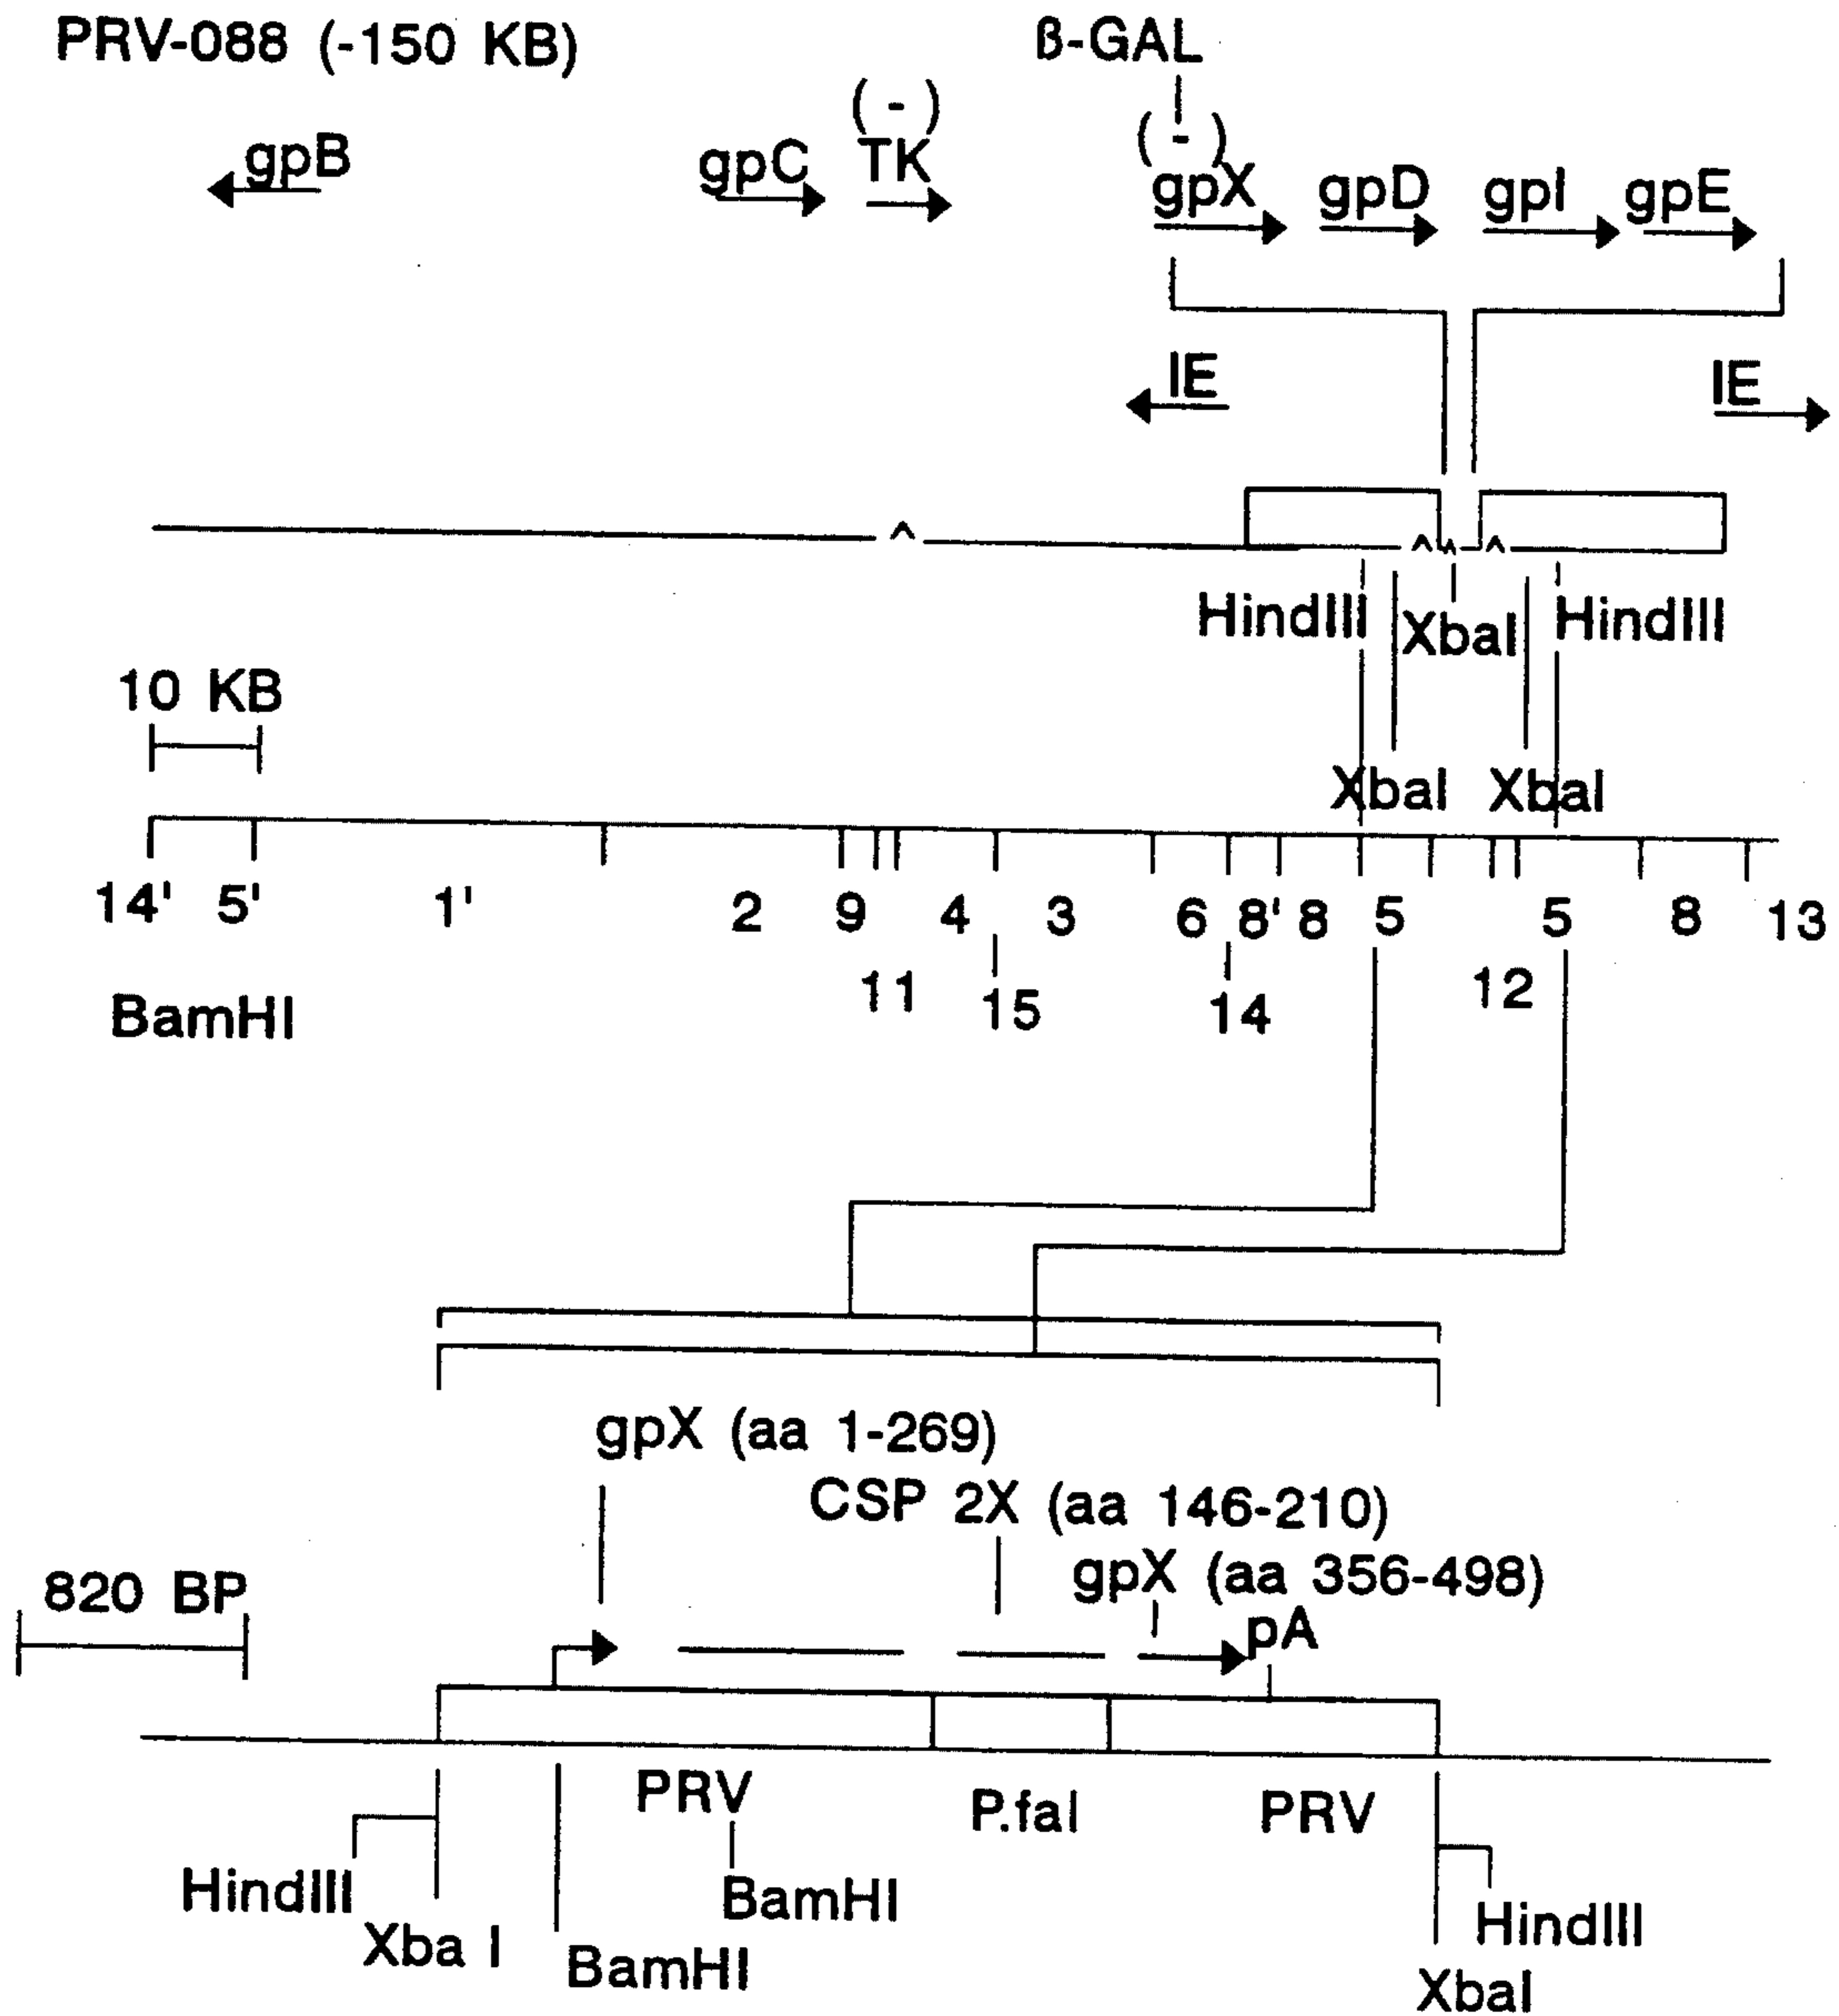 PRV-088 (-150 KB)
ß-GAL
(-)
(-)
gpB
gpC
TK
gpX
gpD
gpI
gpE
IE
IE
HindIII
XbaI
HindIII
10 KB
XbaI
XbaI
14' 5' 1' 2 9 4 3 6 8' 8 5 5 8 13
11 15 14 12
BamHI
gpX (aa 1-269)
CSP 2X (aa 146-210)
gpX (aa 356-498)
820 BP
pA
PRV
P.fal
PRV
HindIII
BamHI
HindIII
Xba I
BamHI
XbaI